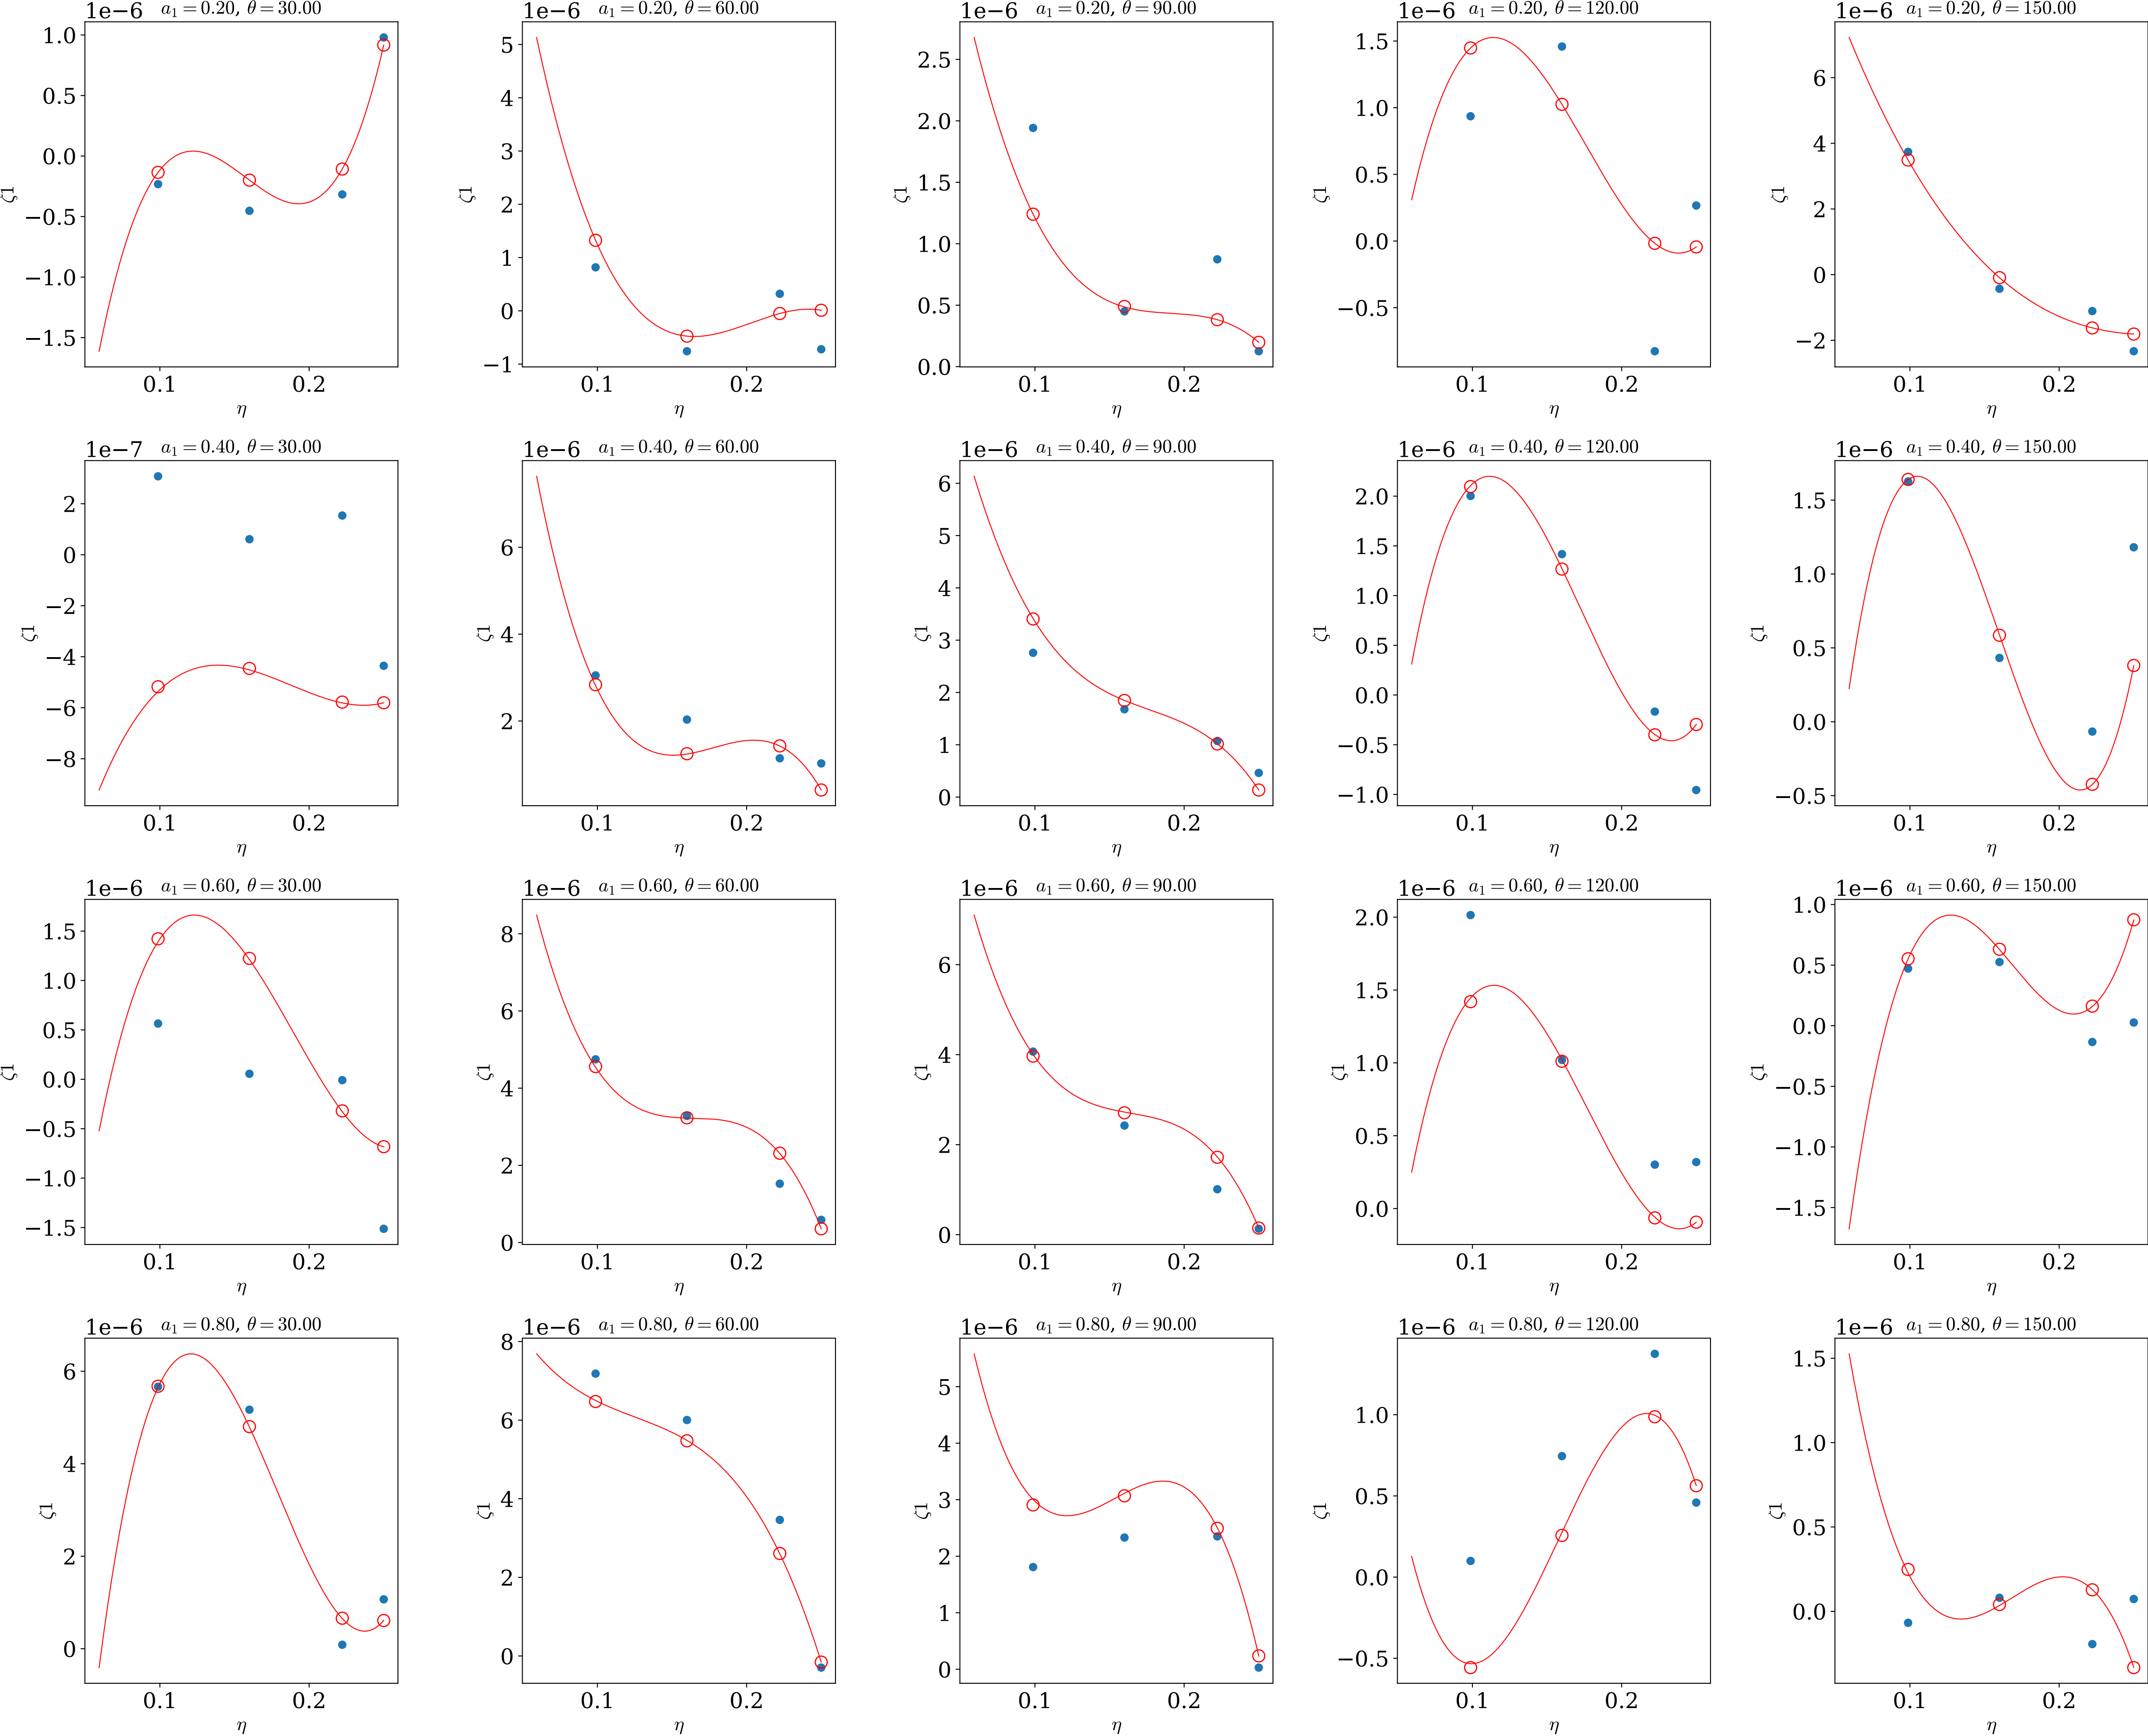 1e−6 a₁ = 0.20, θ = 30.00
1.0
0.5
0.0
−0.5
−1.0
−1.5
ζ1
0.1 0.2
η
1e−6 a₁ = 0.20, θ = 60.00
5
4
3
2
1
0
−1
ζ1
0.1 0.2
η
1e−6 a₁ = 0.20, θ = 90.00
2.5
2.0
1.5
1.0
0.5
0.0
ζ1
0.1 0.2
η
1e−6 a₁ = 0.20, θ = 120.00
1.5
1.0
0.5
0.0
−0.5
ζ1
0.1 0.2
η
1e−6 a₁ = 0.20, θ = 150.00
6
4
2
0
−2
ζ1
0.1 0.2
η
1e−7 a₁ = 0.40, θ = 30.00
2
0
−2
−4
−6
−8
ζ1
0.1 0.2
η
1e−6 a₁ = 0.40, θ = 60.00
6
4
2
ζ1
0.1 0.2
η
1e−6 a₁ = 0.40, θ = 90.00
6
5
4
3
2
1
0
ζ1
0.1 0.2
η
1e−6 a₁ = 0.40, θ = 120.00
2.0
1.5
1.0
0.5
0.0
−0.5
−1.0
ζ1
0.1 0.2
η
1e−6 a₁ = 0.40, θ = 150.00
1.5
1.0
0.5
0.0
−0.5
ζ1
0.1 0.2
η
1e−6 a₁ = 0.60, θ = 30.00
1.5
1.0
0.5
0.0
−0.5
−1.0
−1.5
ζ1
0.1 0.2
η
1e−6 a₁ = 0.60, θ = 60.00
8
6
4
2
0
ζ1
0.1 0.2
η
1e−6 a₁ = 0.60, θ = 90.00
6
4
2
0
ζ1
0.1 0.2
η
1e−6 a₁ = 0.60, θ = 120.00
2.0
1.5
1.0
0.5
0.0
ζ1
0.1 0.2
η
1e−6 a₁ = 0.60, θ = 150.00
1.0
0.5
0.0
−0.5
−1.0
−1.5
ζ1
0.1 0.2
η
1e−6 a₁ = 0.80, θ = 30.00
6
4
2
0
ζ1
0.1 0.2
η
1e−6 a₁ = 0.80, θ = 60.00
8
6
4
2
0
ζ1
0.1 0.2
η
1e−6 a₁ = 0.80, θ = 90.00
5
4
3
2
1
0
ζ1
0.1 0.2
η
1e−6 a₁ = 0.80, θ = 120.00
1.0
0.5
0.0
−0.5
ζ1
0.1 0.2
η
1e−6 a₁ = 0.80, θ = 150.00
1.5
1.0
0.5
0.0
ζ1
0.1 0.2
η